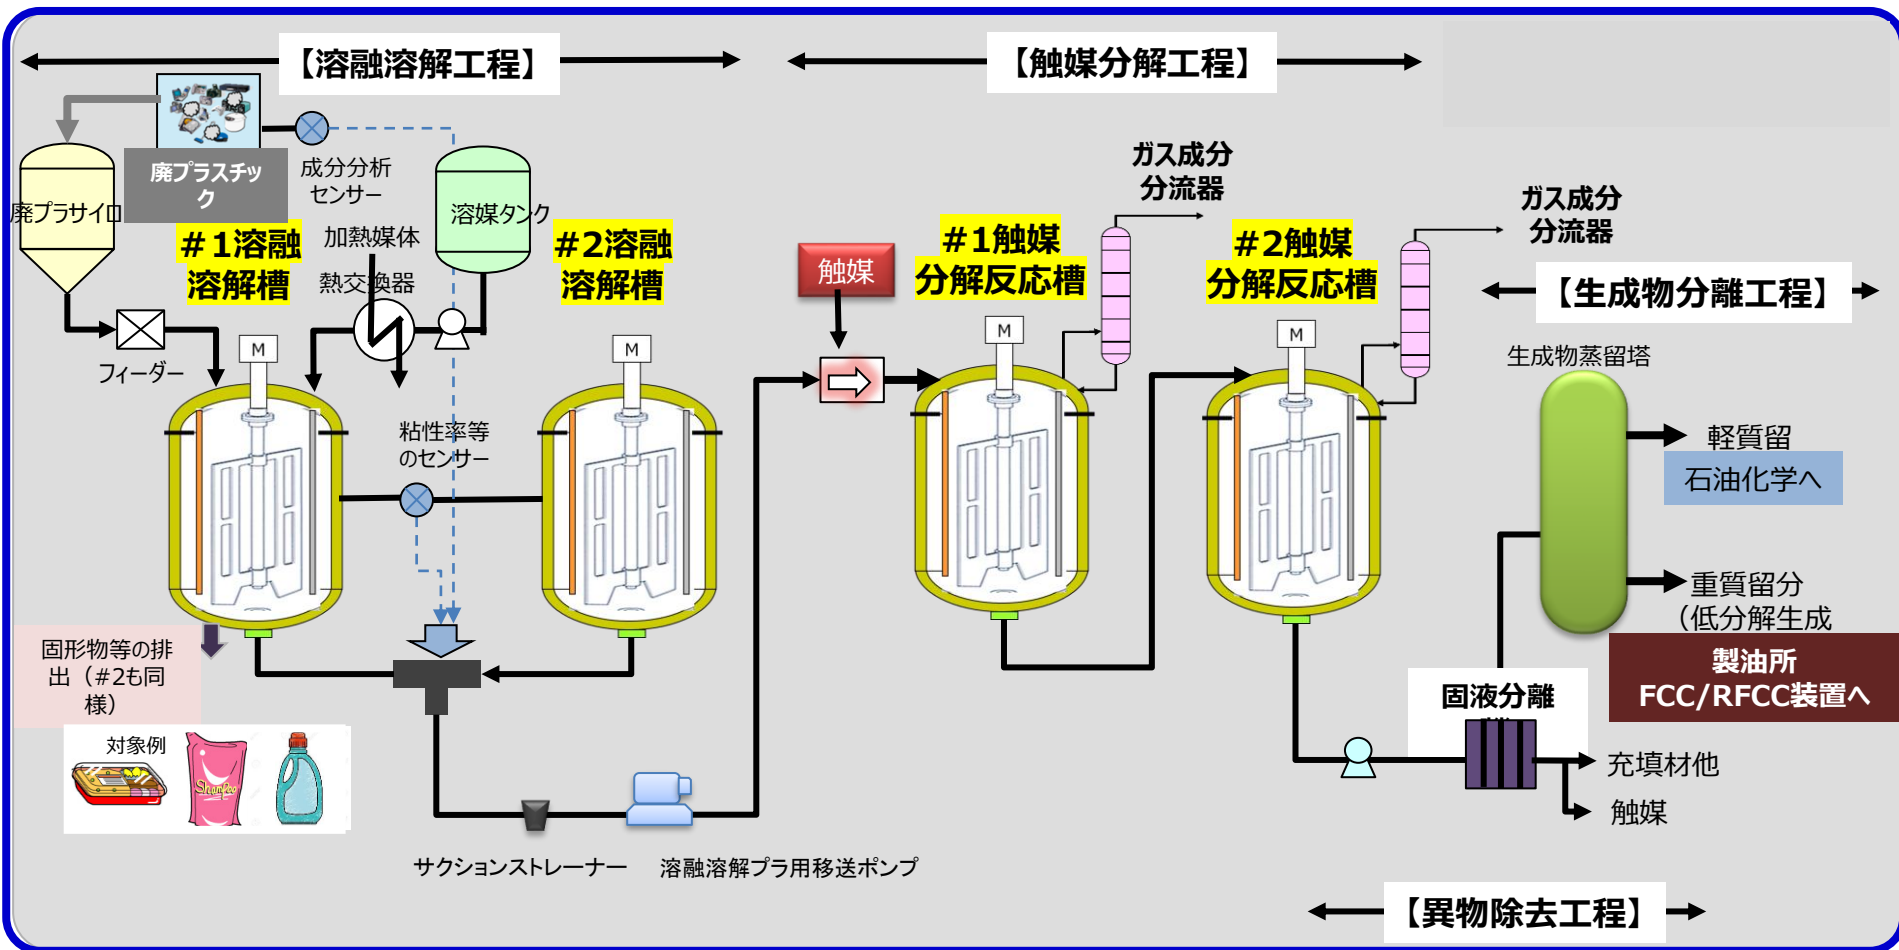 【溶融溶解工程】
【触媒分解工程】
廃プラスチッ
ク
成分分析
センサー
廃プラサイロ
溶媒タンク
#1溶融
溶解槽
加熱媒体
熱交換器
#2溶融
溶解槽
フィーダー
M
M
粘性率等
のセンサー
触媒
#1触媒
分解反応槽
ガス成分
分流器
#2触媒
分解反応槽
ガス成分
分流器
M
M
【生成物分離工程】
生成物蒸留塔
軽質留
石油化学へ
重質留分
(低分解生成
製油所
FCC/RFCC装置へ
固形物等の排
出(#2も同
様)
対象例
Shampoo
固液分離
充填材他
触媒
サクションストレーナー
溶融溶解プラ用移送ポンプ
【異物除去工程】